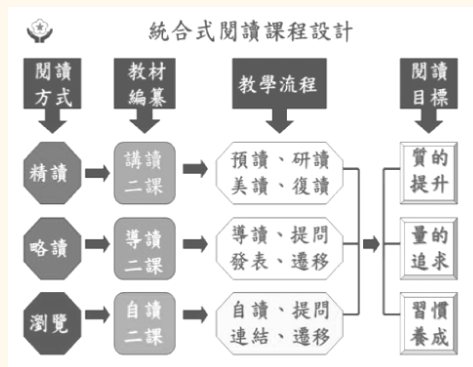 統合式閱讀課程設計
閱讀
方式
教材
編纂
教學流程
閱讀
目標
精讀
講讀
二課
預讀、研讀
美讀、復讀
質的
提升
略讀
導讀
二課
導讀、提問
發表、遷移
量的
追求
瀏覽
自讀
二課
自讀、提問
連結、遷移
習慣
養成